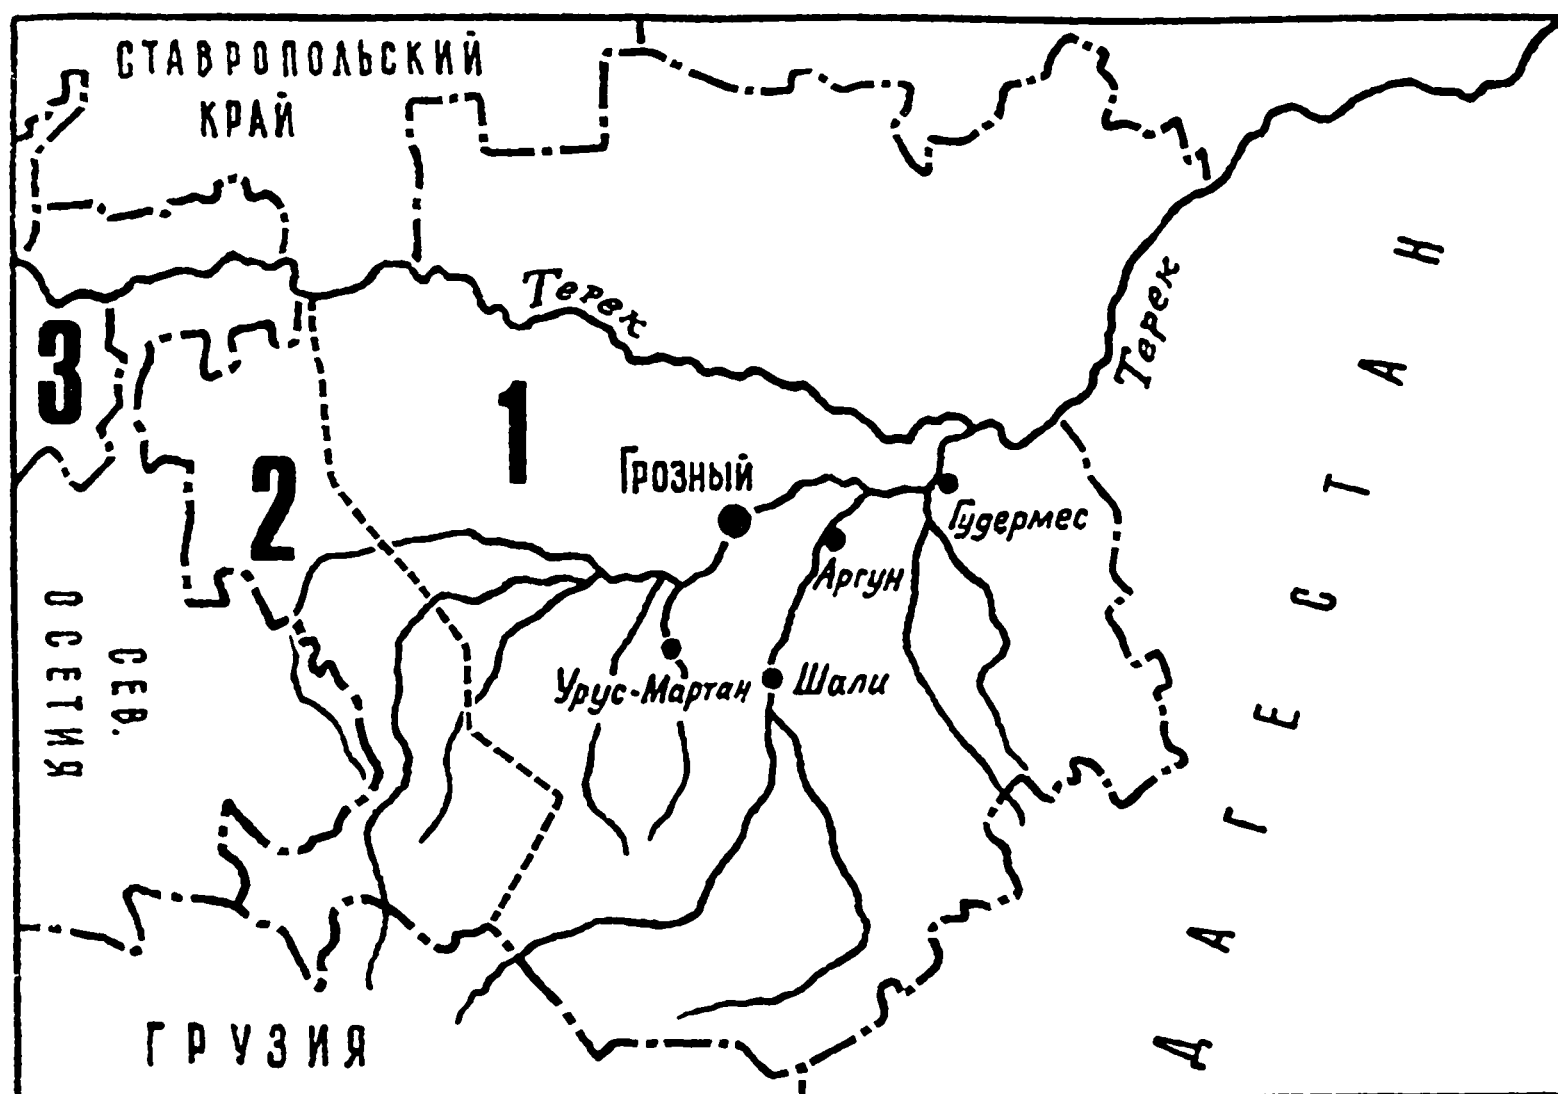 СТАВРОПОЛЬСКИЙ
КРАЙ
Терек
Терек
3
1
2
Грозный
Гудермес
Аргун
Урус-Мартан
Шали
СЕВ.
ОСЕТИЯ
ДАГЕСТАН
ГРУЗИЯ